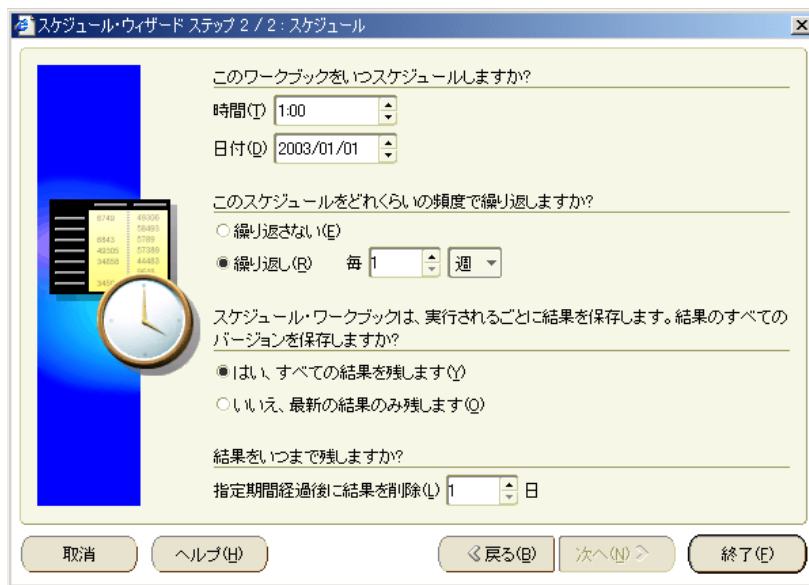 スケジュール・ウィザード ステップ 2 / 2 : スケジュール
このワークブックをいつスケジュールしますか?
時間(T) 1:00
日付(D) 2003/01/01
このスケジュールをどれくらいの頻度で繰り返しますか?
繰り返さない(E)
繰り返し(R) 毎 1 週
スケジュール・ワークブックは、実行されるごとに結果を保存します。結果のすべての
バージョンを保存しますか?
はい、すべての結果を残します(Y)
いいえ、最新の結果のみ残します(O)
結果をいつまで残しますか?
指定期間経過後に結果を削除(L) 1 日
取消 ヘルプ(H) 戻る(B) 次へ(N) 終了(F)
8749 49306
58493
6843 5789
49305 57389
34858 44483